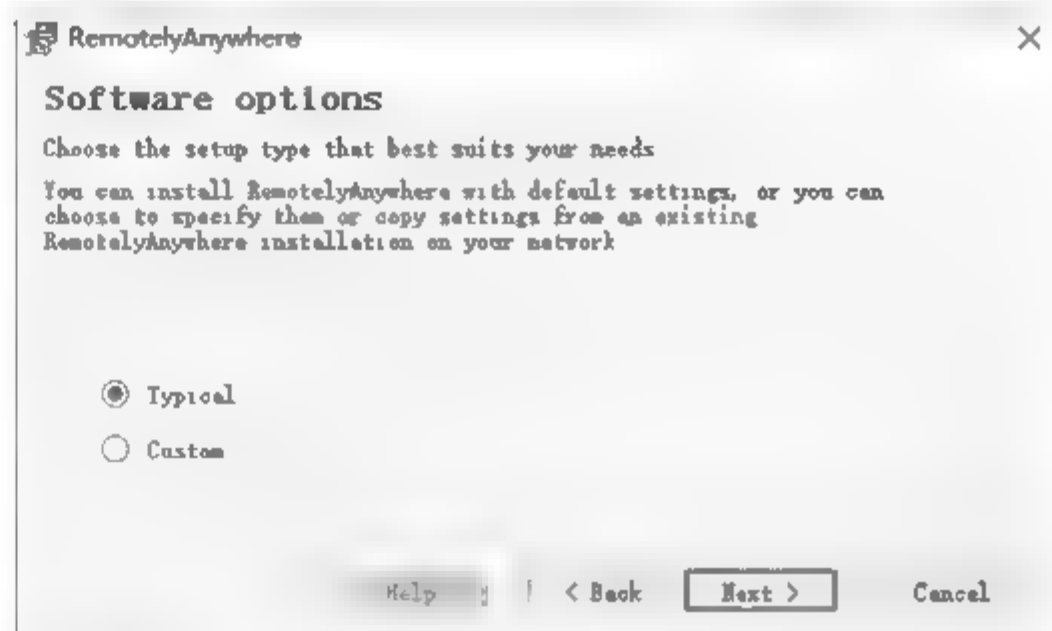 RemotelyAnywhere
Software options
Choose the setup type that best suits your needs
You can install RemotelyAnywhere with default settings, or you can
choose to specify them or copy settings from an existing
RemotelyAnywhere installation on your network
Typical
Custom
Help < Back Next > Cancel